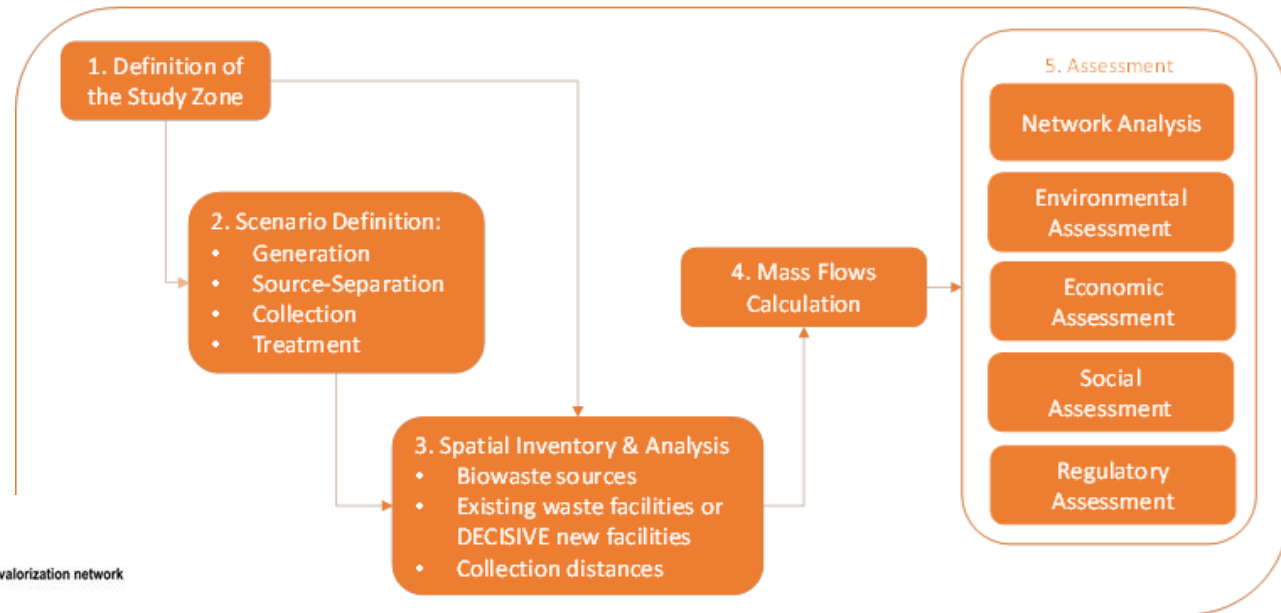 1. Definition of
the Study Zone
2. Scenario Definition:
• Generation
• Source-Separation
• Collection
• Treatment
3. Spatial Inventory & Analysis
• Biowaste sources
• Existing waste facilities or
DECISIVE new facilities
• Collection distances
4. Mass Flows
Calculation
5. Assessment
Network Analysis
Environmental
Assessment
Economic
Assessment
Social
Assessment
Regulatory
Assessment
valorization network